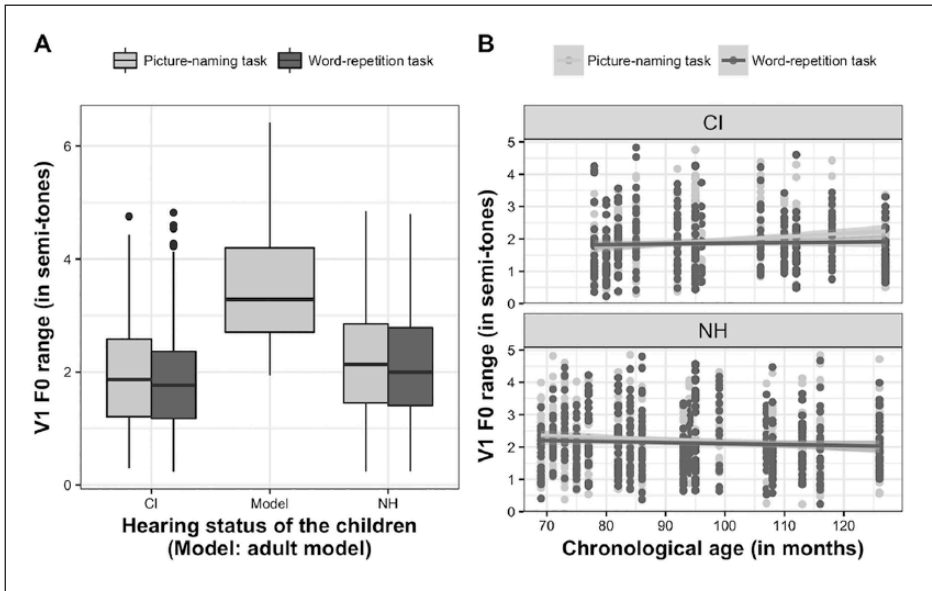 A
Picture-naming task
Word-repetition task
V1 F0 range (in semi-tones)
6
4
2
0
CI
Model
NH
Hearing status of the children
(Model: adult model)
B
Picture-naming task
Word-repetition task
V1 F0 range (in semi-tones)
CI
5
4
3
2
1
0
NH
5
4
3
2
1
0
70
80
90
100
110
120
Chronological age (in months)